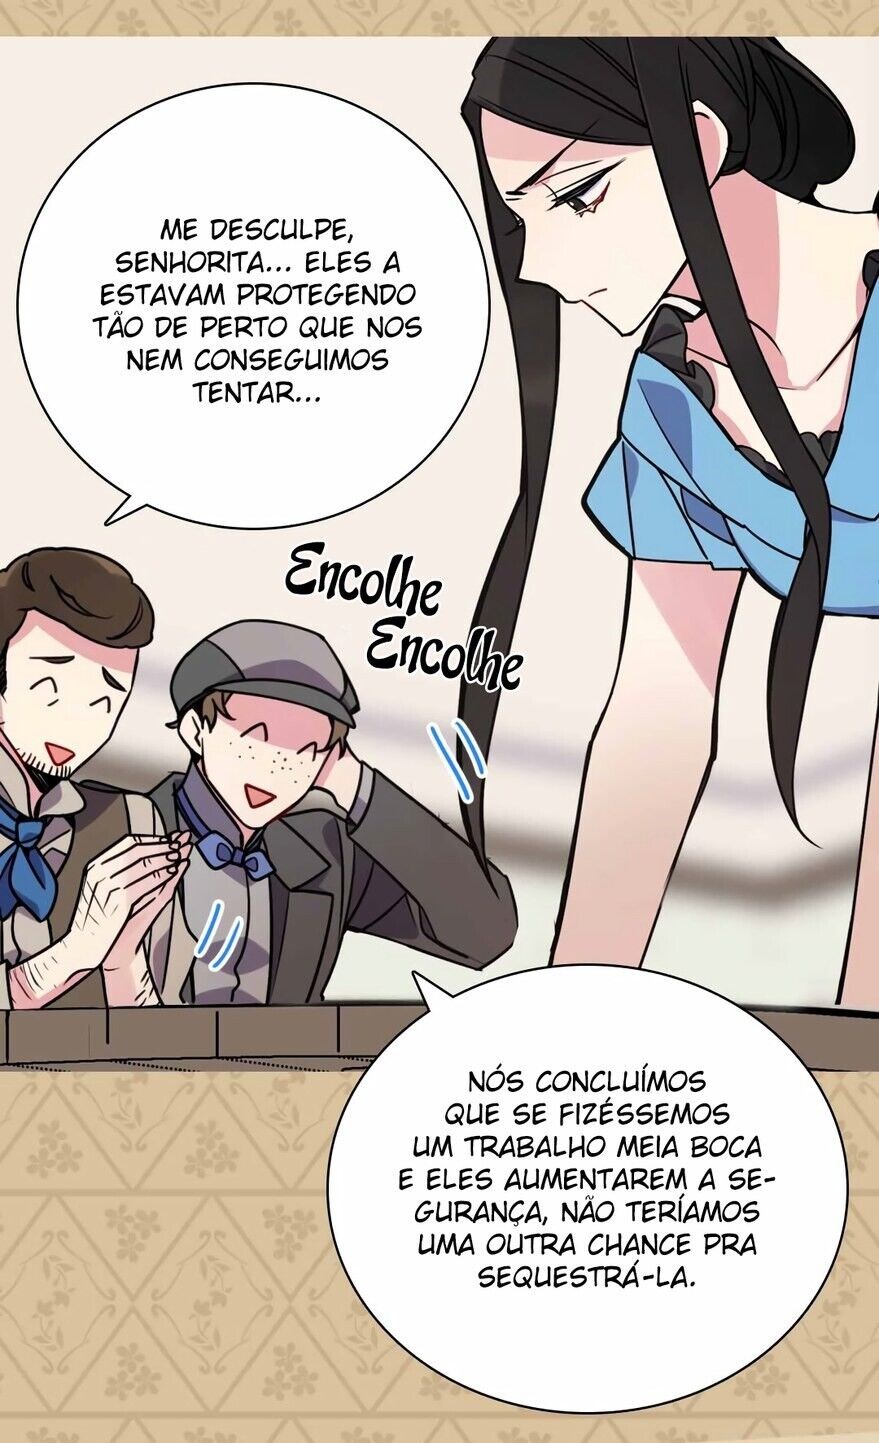 ME DESCULPE,
SENHORITA... ELES A
ESTAVAM PROTEGENDO
TÃO DE PERTO QUE NOS
NEM CONSEGUIMOS
TENTAR...
Encolhe
Encolhe
NÓS CONCLUÍMOS
QUE SE FIZÉSSEMOS
UM TRABALHO MEIA BOCA
E ELES AUMENTAREM A SE-
GURANÇA, NÃO TERÍAMOS
UMA OUTRA CHANCE PRA
SEQUESTRÁ-LA.